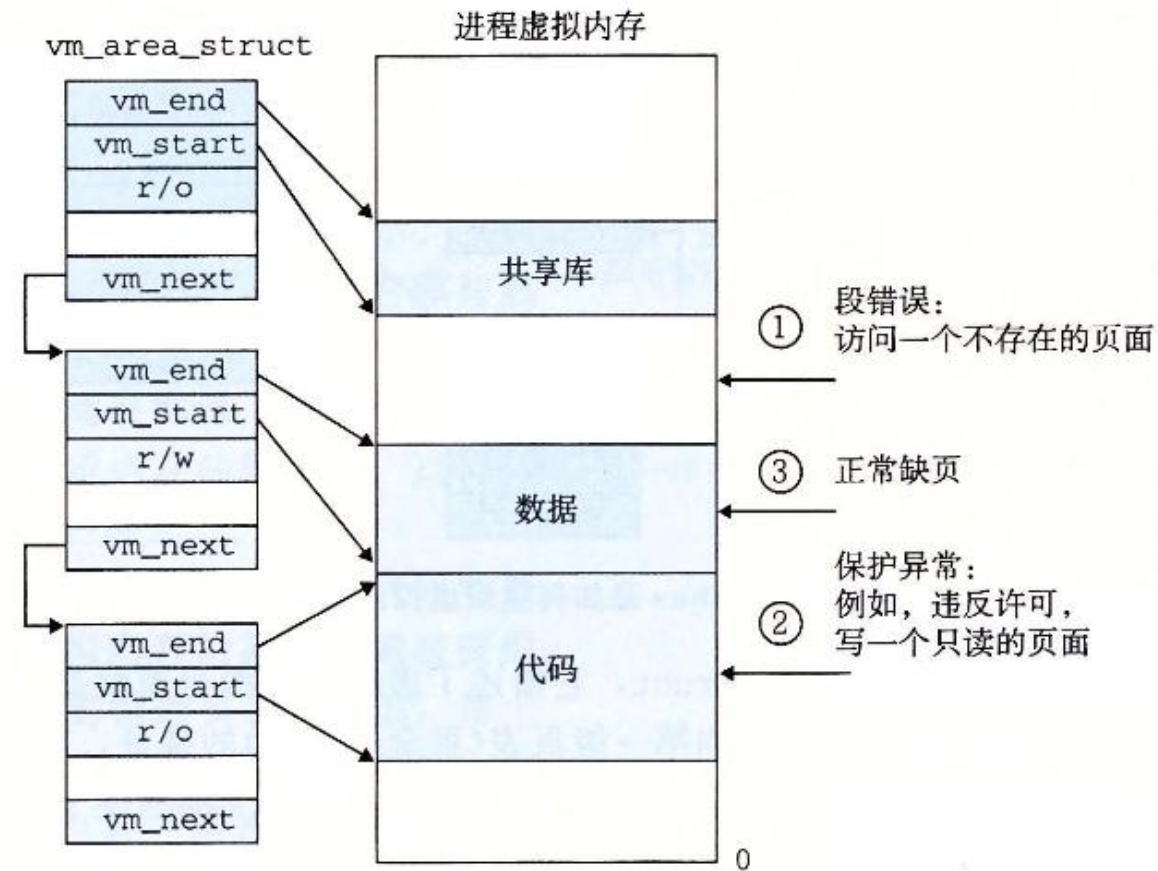 进程虚拟内存
vm_area_struct
vm_end
vm_start
r/o
vm_next
vm_end
vm_start
r/w
vm_next
vm_end
vm_start
r/o
vm_next
共享库
数据
代码
0
① 段错误：
访问一个不存在的页面
③ 正常缺页
保护异常：
② 例如，违反许可，
写一个只读的页面